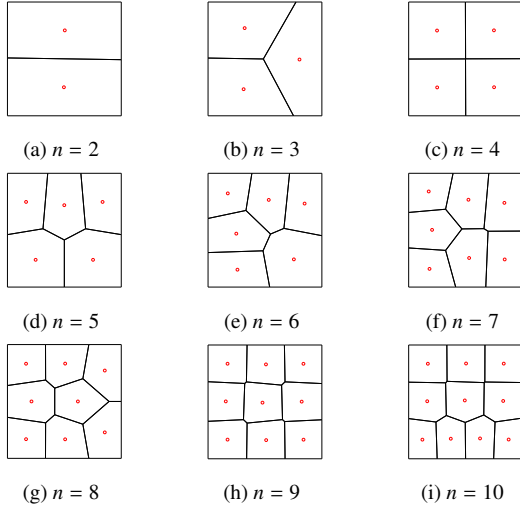 (a) n = 2
(b) n = 3
(c) n = 4
(d) n = 5
(e) n = 6
(f) n = 7
(g) n = 8
(h) n = 9
(i) n = 10